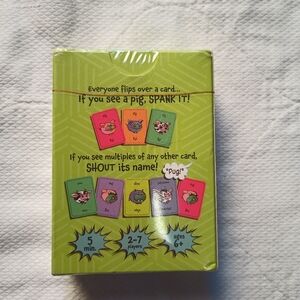 Everyone flips over a card...
If you see a pig, SPANK IT!
If you see multiples of any other card,
SHOUT its name!
"Pug!"
5
min.
2-7
players
ages
6+